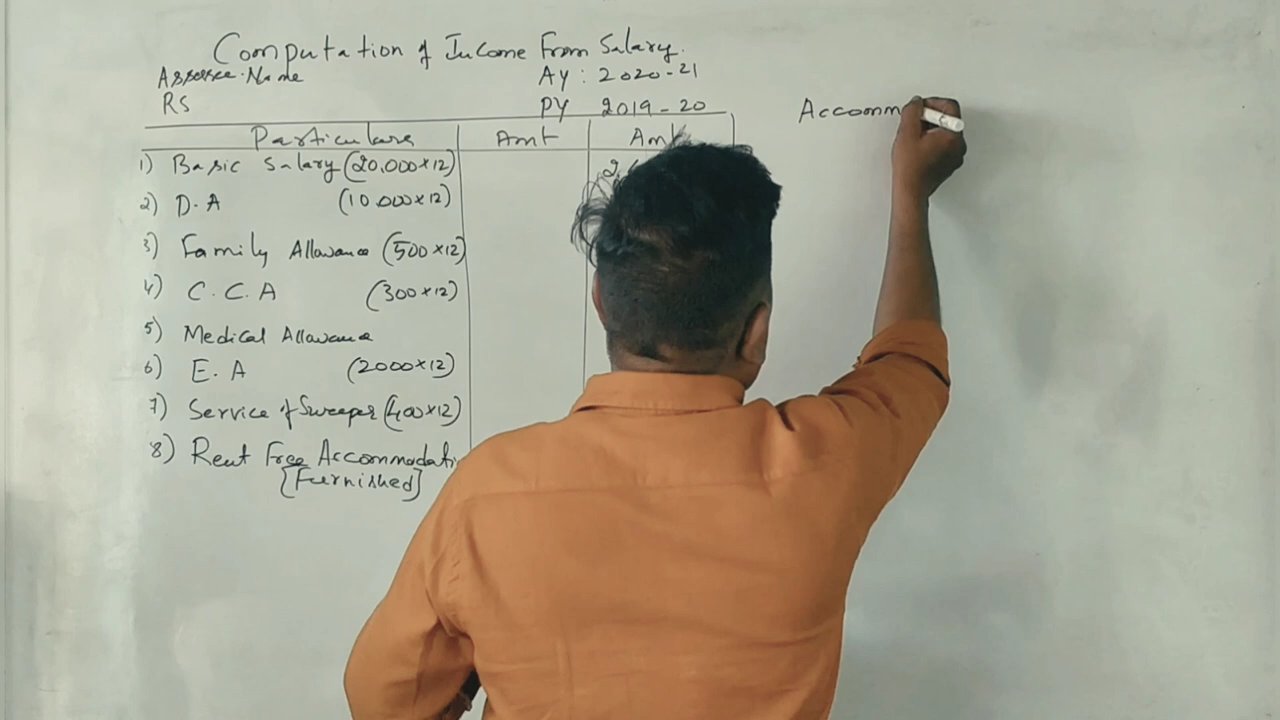 Computation of Income From Salary.
Assessee Name AY : 2020-21
RS PY 2019-20
Particulars Amt Amt
1) Basic Salary (20,000×12)
2) D.A (10.000×12)
3) Family Allowance (500×12)
4) C.C.A (300×12)
5) Medical Allowance
6) E.A (2000×12)
7) Service of Sweeper (400×12)
8) Rent Free Accommodati
[Furnished]
Accomm